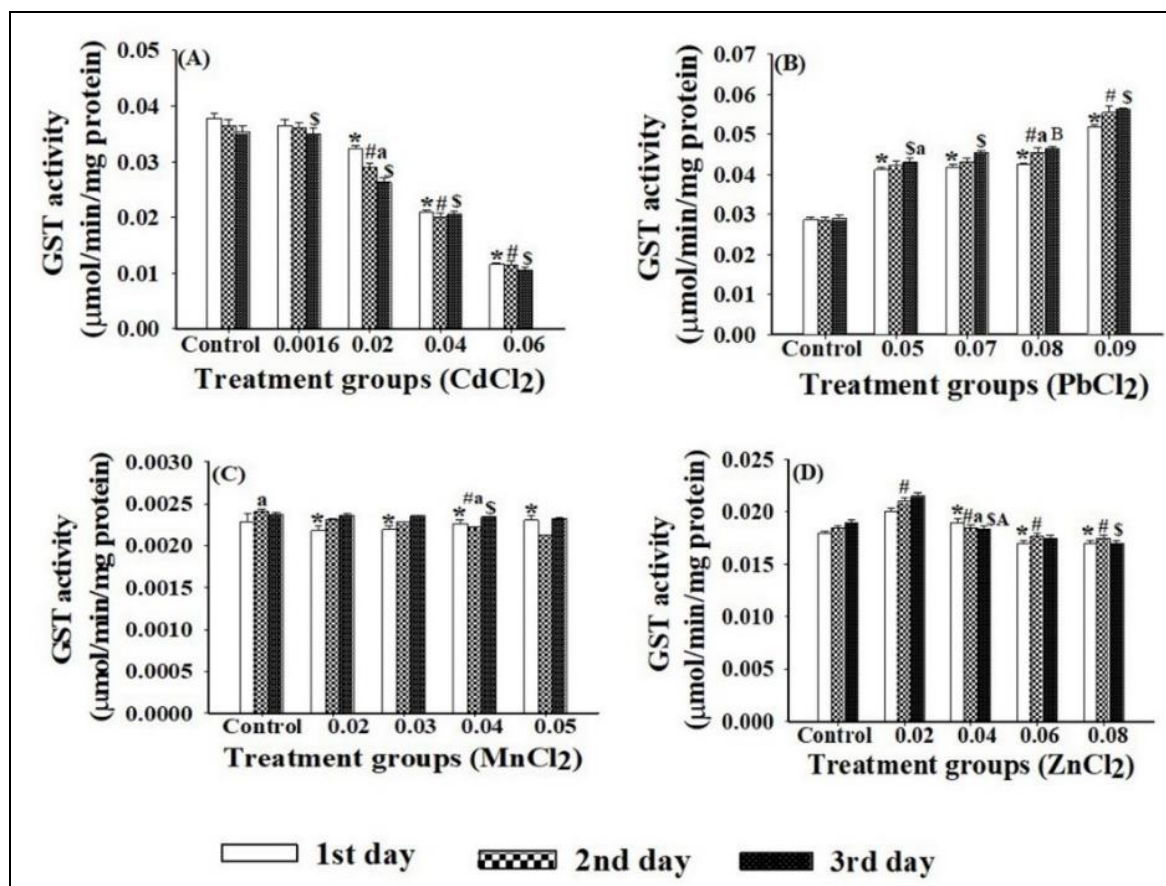 (A)
GST activity
(μmol/min/mg protein)
0.05
0.04
0.03
0.02
0.01
0.00
$
*
#a
$
* # $
* # $
Control 0.0016 0.02 0.04 0.06
Treatment groups (CdCl2)
(B)
GST activity
(μmol/min/mg protein)
0.07
0.06
0.05
0.04
0.03
0.02
0.01
0.00
* $a
* $
* #a B
* # $
Control 0.05 0.07 0.08 0.09
Treatment groups (PbCl2)
(C)
GST activity
(μmol/min/mg protein)
0.0030
0.0025
0.0020
0.0015
0.0010
0.0005
0.0000
a
*
*
* #a $
*
Control 0.02 0.03 0.04 0.05
Treatment groups (MnCl2)
(D)
GST activity
(μmol/min/mg protein)
0.025
0.020
0.015
0.010
0.005
0.000
#
* #a $A
* #
* # $
Control 0.02 0.04 0.06 0.08
Treatment groups (ZnCl2)
1st day 2nd day 3rd day